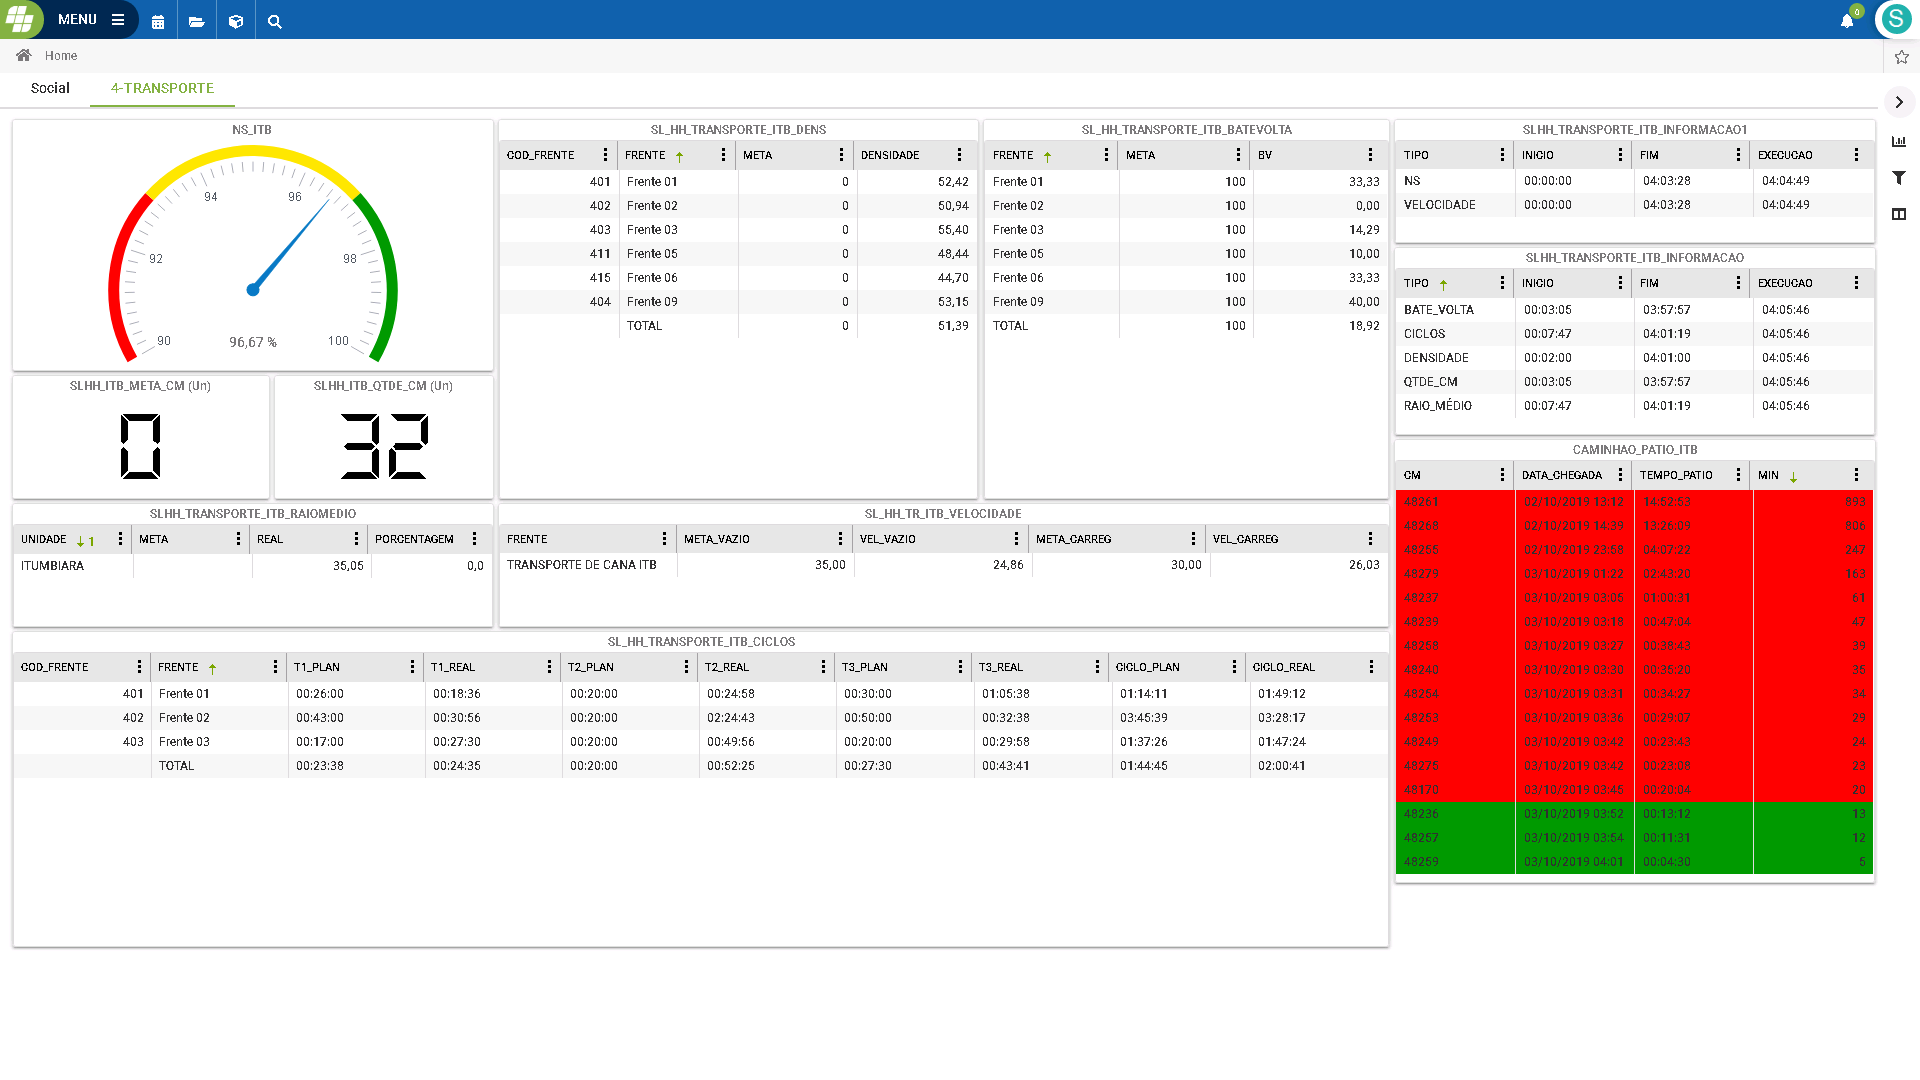 MENU
0
S
Home
Social
4-TRANSPORTE
NS_ITB
90
92
94
96
98
100
96,67 %
SLHH_ITB_META_CM (Un)
0
SLHH_ITB_QTDE_CM (Un)
32
SL_HH_TRANSPORTE_ITB_DENS
COD_FRENTE FRENTE META DENSIDADE
401 Frente 01 0 52,42
402 Frente 02 0 50,94
403 Frente 03 0 55,40
411 Frente 05 0 48,44
415 Frente 06 0 44,70
404 Frente 09 0 53,15
TOTAL 0 51,39
SL_HH_TRANSPORTE_ITB_BATEVOLTA
FRENTE META BV
Frente 01 100 33,33
Frente 02 100 0,00
Frente 03 100 14,29
Frente 05 100 10,00
Frente 06 100 33,33
Frente 09 100 40,00
TOTAL 100 18,92
SLHH_TRANSPORTE_ITB_INFORMACAO1
TIPO INICIO FIM EXECUCAO
NS 00:00:00 04:03:28 04:04:49
VELOCIDADE 00:00:00 04:03:28 04:04:49
SLHH_TRANSPORTE_ITB_INFORMACAO
TIPO INICIO FIM EXECUCAO
BATE_VOLTA 00:03:05 03:57:57 04:05:46
CICLOS 00:07:47 04:01:19 04:05:46
DENSIDADE 00:02:00 04:01:00 04:05:46
QTDE_CM 00:03:05 03:57:57 04:05:46
RAIO_MÉDIO 00:07:47 04:01:19 04:05:46
CAMINHAO_PATIO_ITB
CM DATA_CHEGADA TEMPO_PATIO MIN
48261 02/10/2019 13:12 14:52:53 893
48268 02/10/2019 14:39 13:26:09 806
48255 02/10/2019 23:58 04:07:22 247
48279 03/10/2019 01:22 02:43:20 163
48237 03/10/2019 03:05 01:00:31 61
48239 03/10/2019 03:18 00:47:04 47
48258 03/10/2019 03:27 00:38:43 39
48240 03/10/2019 03:30 00:35:20 35
48254 03/10/2019 03:31 00:34:27 34
48253 03/10/2019 03:36 00:29:07 29
48249 03/10/2019 03:42 00:23:43 24
48275 03/10/2019 03:42 00:23:08 23
48170 03/10/2019 03:45 00:20:04 20
48236 03/10/2019 03:52 00:13:12 13
48257 03/10/2019 03:54 00:11:31 12
48259 03/10/2019 04:01 00:04:30 5
SLHH_TRANSPORTE_ITB_RAIOMEDIO
UNIDADE 1 META REAL PORCENTAGEM
ITUMBIARA 35,05 0,0
SL_HH_TR_ITB_VELOCIDADE
FRENTE META_VAZIO VEL_VAZIO META_CARREG VEL_CARREG
TRANSPORTE DE CANA ITB 35,00 24,86 30,00 26,03
SL_HH_TRANSPORTE_ITB_CICLOS
COD_FRENTE FRENTE T1_PLAN T1_REAL T2_PLAN T2_REAL T3_PLAN T3_REAL CICLO_PLAN CICLO_REAL
401 Frente 01 00:26:00 00:18:36 00:20:00 00:24:58 00:30:00 01:05:38 01:14:11 01:49:12
402 Frente 02 00:43:00 00:30:56 00:20:00 02:24:43 00:50:00 00:32:38 03:45:39 03:28:17
403 Frente 03 00:17:00 00:27:30 00:20:00 00:49:56 00:20:00 00:29:58 01:37:26 01:47:24
TOTAL 00:23:38 00:24:35 00:20:00 00:52:25 00:27:30 00:43:41 01:44:45 02:00:41